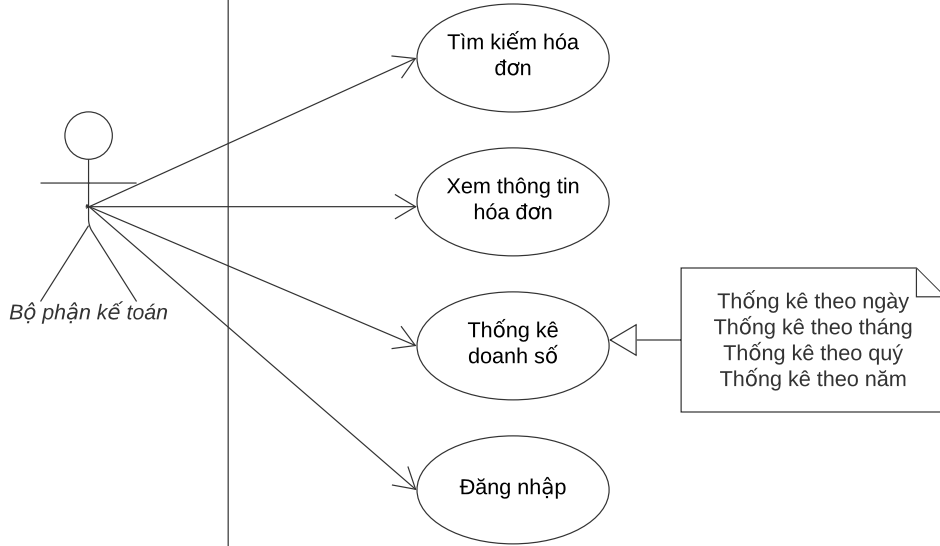 Tìm kiếm hóa
đơn
Xem thông tin
hóa đơn
Bộ phận kế toán
Thống kê
doanh số
Thống kê theo ngày
Thống kê theo tháng
Thống kê theo quý
Thống kê theo năm
Đăng nhập